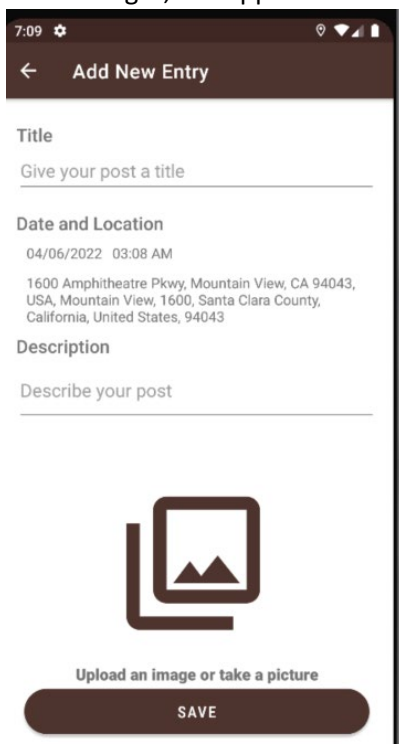 7:09
Add New Entry
Title
Give your post a title
Date and Location
04/06/2022 03:08 AM
1600 Amphitheatre Pkwy, Mountain View, CA 94043,
USA, Mountain View, 1600, Santa Clara County,
California, United States, 94043
Description
Describe your post
Upload an image or take a picture
SAVE